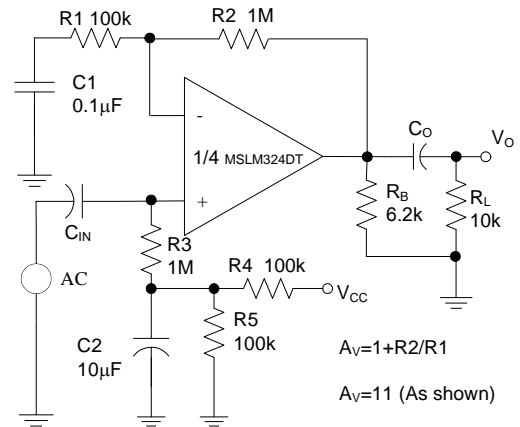 R1 100k
R2 1M
C1
0.1μF
-
1/4 MSLM324DT
+
CO
VO
RB
6.2k
RL
10k
CIN
R3
1M
AC
R4 100k
VCC
C2
10μF
R5
100k
AV=1+R2/R1
AV=11 (As shown)